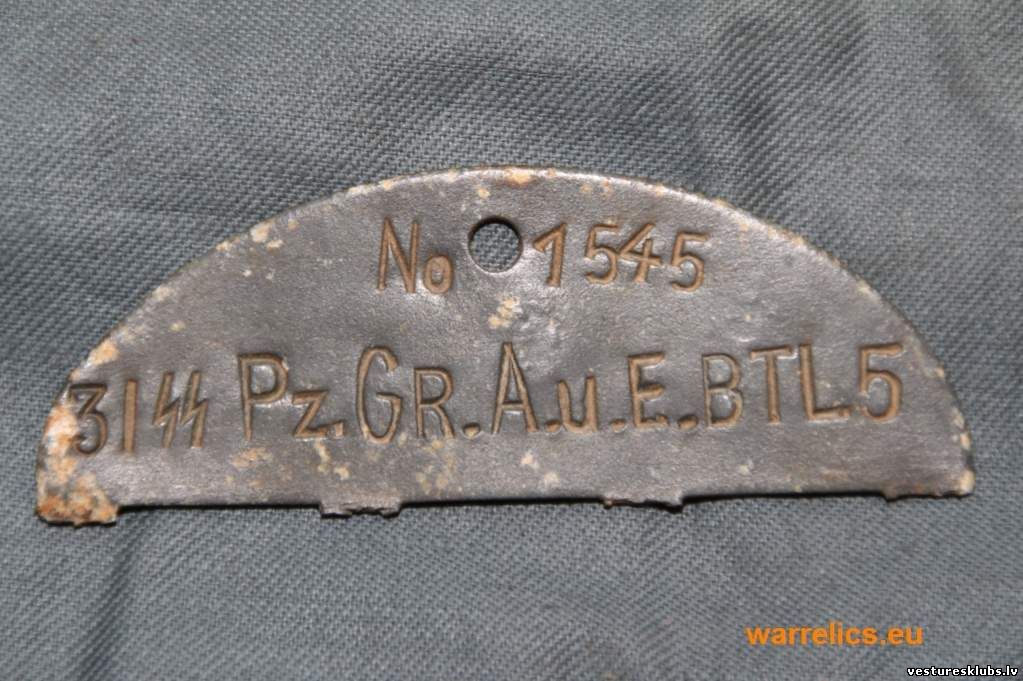 No 1545
3/ᛋᛋ Pz.GR.A.u.E.BTL.5
warrelics.eu
vesturesklubs.lv